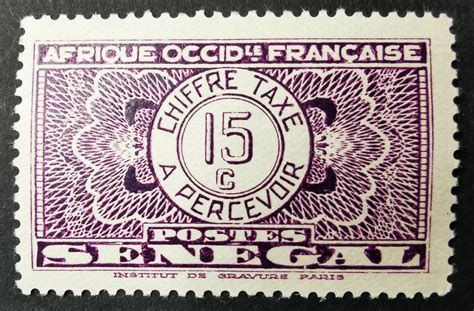 AFRIQUE OCCIDLE FRANÇAISE
CHIFFRE TAXE
15
C
A PERCEVOIR
POSTES
SENEGAL
INSTITUT DE GRAVURE PARIS